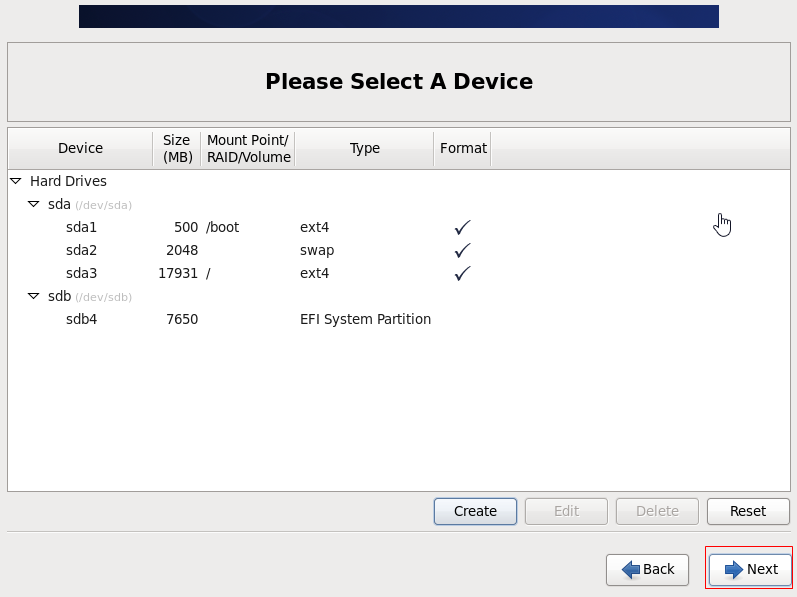 Please Select A Device
Device Size (MB) Mount Point/ RAID/Volume Type Format
Hard Drives
sda (/dev/sda)
sda1 500 /boot ext4
sda2 2048 swap
sda3 17931 / ext4
sdb (/dev/sdb)
sdb4 7650 EFI System Partition
Create Edit Delete Reset
Back Next